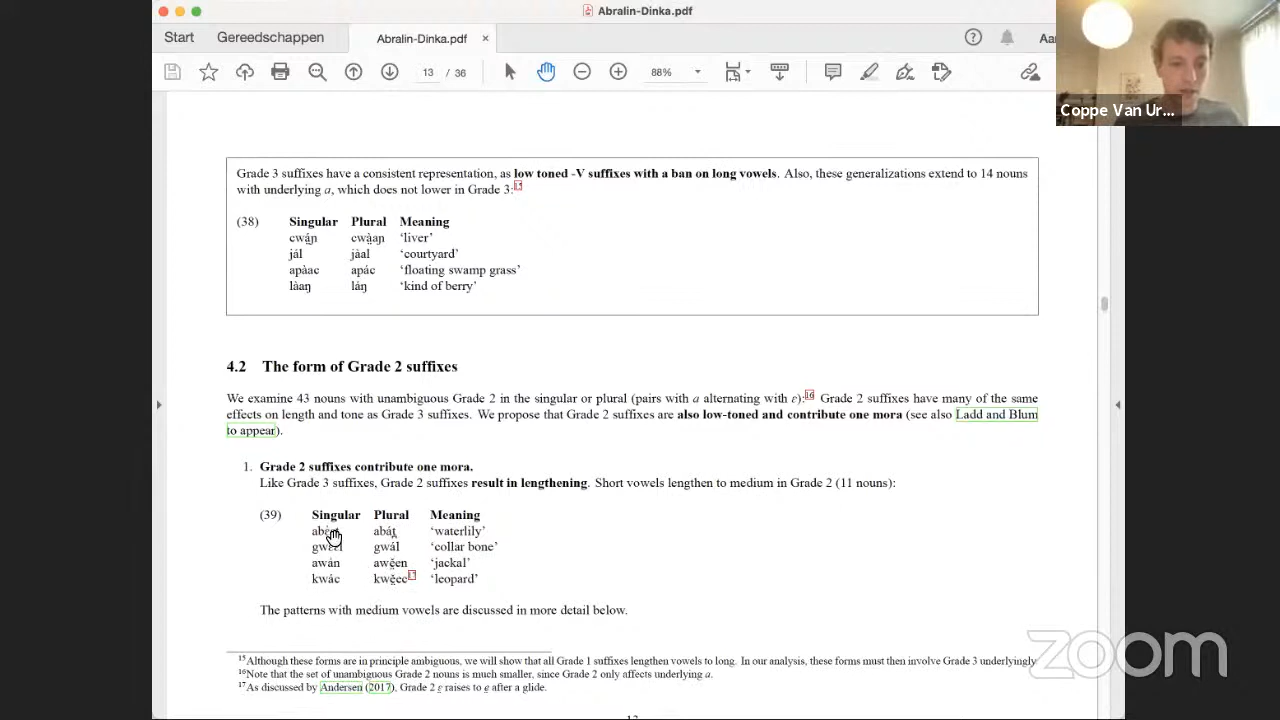 Abralin-Dinka.pdf
Start Gereedschappen Abralin-Dinka.pdf ×
13 / 36 88%
Coppe Van Ur...
Grade 3 suffixes have a consistent representation, as low toned -V suffixes with a ban on long vowels. Also, these generalizations extend to 14 nouns
with underlying a, which does not lower in Grade 3:15
(38) Singular Plural Meaning
cwá̤ŋ cwà̤aŋ ‘liver’
jál jàal ‘courtyard’
apàac apác ‘floating swamp grass’
làaŋ láŋ ‘kind of berry’
4.2 The form of Grade 2 suffixes
We examine 43 nouns with unambiguous Grade 2 in the singular or plural (pairs with a alternating with ɛ):16 Grade 2 suffixes have many of the same
effects on length and tone as Grade 3 suffixes. We propose that Grade 2 suffixes are also low-toned and contribute one mora (see also Ladd and Blum
to appear).
1. Grade 2 suffixes contribute one mora.
Like Grade 3 suffixes, Grade 2 suffixes result in lengthening. Short vowels lengthen to medium in Grade 2 (11 nouns):
(39) Singular Plural Meaning
abát̪ ‘waterlily’
gwál ‘collar bone’
awán awě̤en ‘jackal’
kwác kwě̤ec17 ‘leopard’
The patterns with medium vowels are discussed in more detail below.
15Although these forms are in principle ambiguous, we will show that all Grade 1 suffixes lengthen vowels to long. In our analysis, these forms must then involve Grade 3 underlyingly.
16Note that the set of unambiguous Grade 2 nouns is much smaller, since Grade 2 only affects underlying a.
17As discussed by Andersen (2017), Grade 2 ɛ̤ raises to e̤ after a glide.
zoom